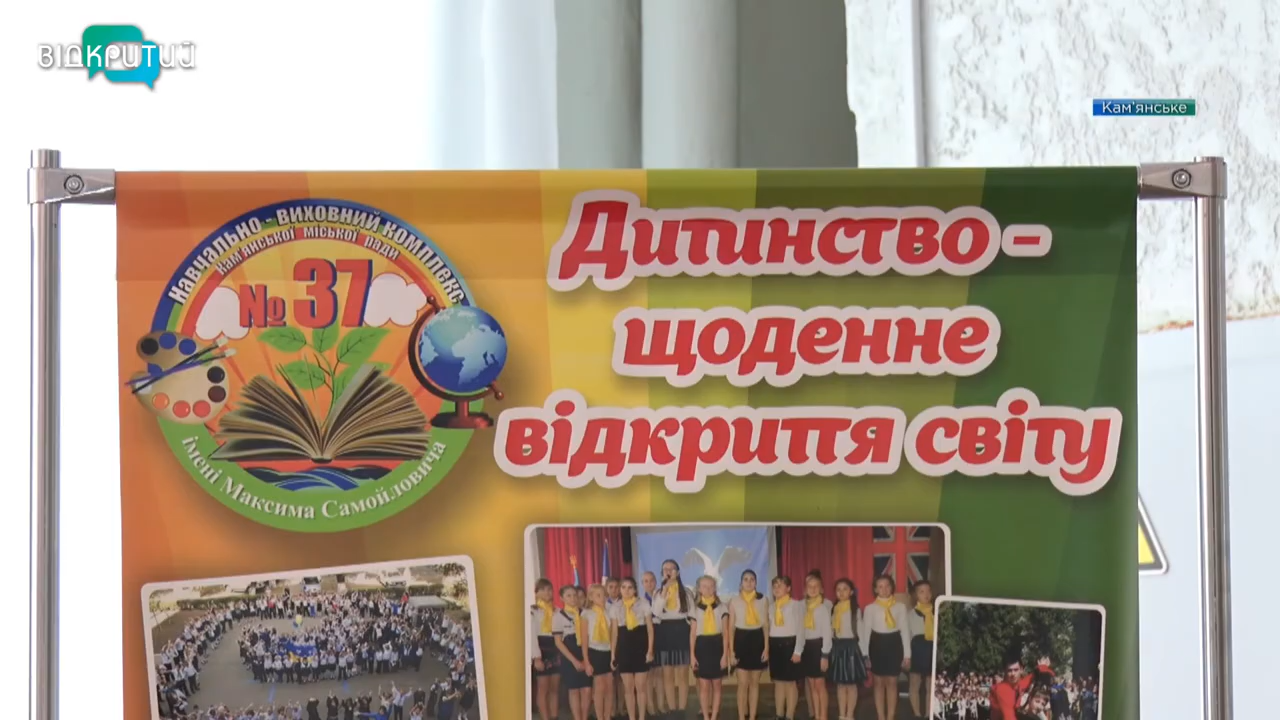 ВІДКРИТИЙ
Кам'янське
Навчально - виховний комплекс
Кам'янської міської ради
№ 37
імені Максима Самойловича
Дитинство -
щоденне
відкриття світу